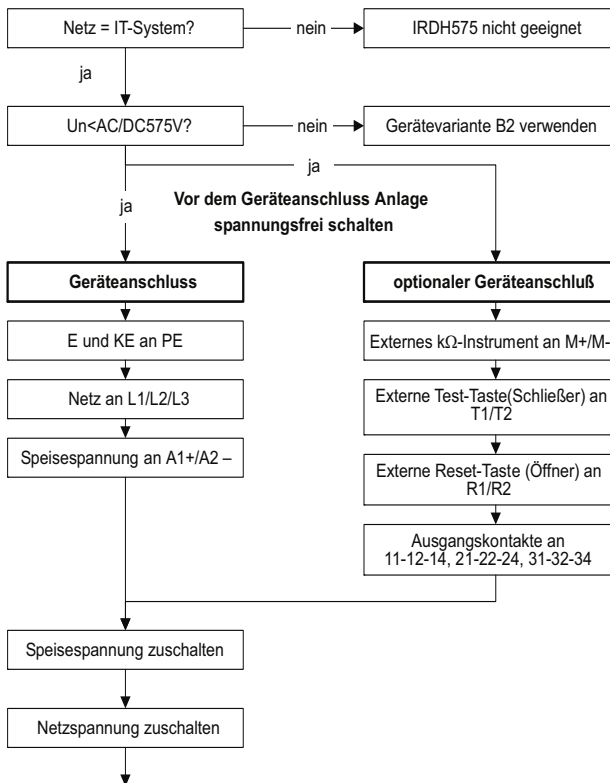 Netz = IT-System?
nein
IRDH575 nicht geeignet
ja
Un<AC/DC575V?
nein
Gerätevariante B2 verwenden
ja
ja
Vor dem Geräteanschluss Anlage
spannungsfrei schalten
Geräteanschluss
optionaler Geräteanschluß
E und KE an PE
Externes kΩ-Instrument an M+/M-
Netz an L1/L2/L3
Externe Test-Taste(Schließer) an
T1/T2
Speisespannung an A1+/A2 –
Externe Reset-Taste (Öffner) an
R1/R2
Ausgangskontakte an
11-12-14, 21-22-24, 31-32-34
Speisespannung zuschalten
Netzspannung zuschalten